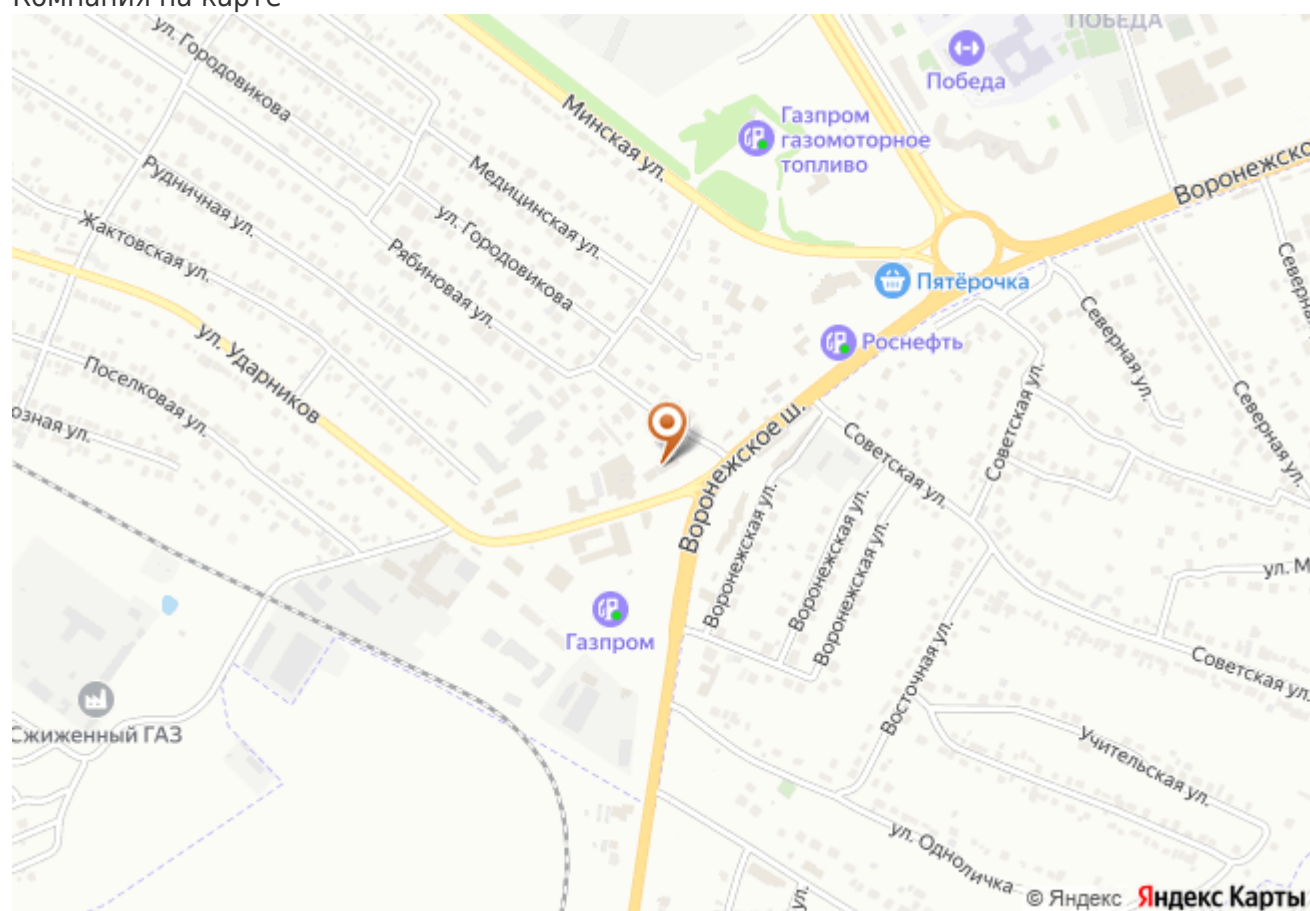 Компания на карте
ПОБЕДА
Победа
ул. Городовикова
Минская ул.
Газпром
газомоторное
топливо
Воронежско
Рудничная ул.
Медицинская ул.
Жактовская ул.
ул. Городовикова
Рябиновая ул.
Северная
Пятёрочка
Северная ул.
Роснефть
ул. Ударников
Поселковая ул.
Советская ул.
Северная ул.
озная ул.
Воронежское Ш.
Советская ул.
Воронежская ул.
Воронежская ул.
Воронежская ул.
ул. М
Газпром
Восточная ул.
Советская ул.
Сжиженный ГАЗ
Учительская ул.
ул. Одноличка
ул.
© Яндекс Яндекс Карты